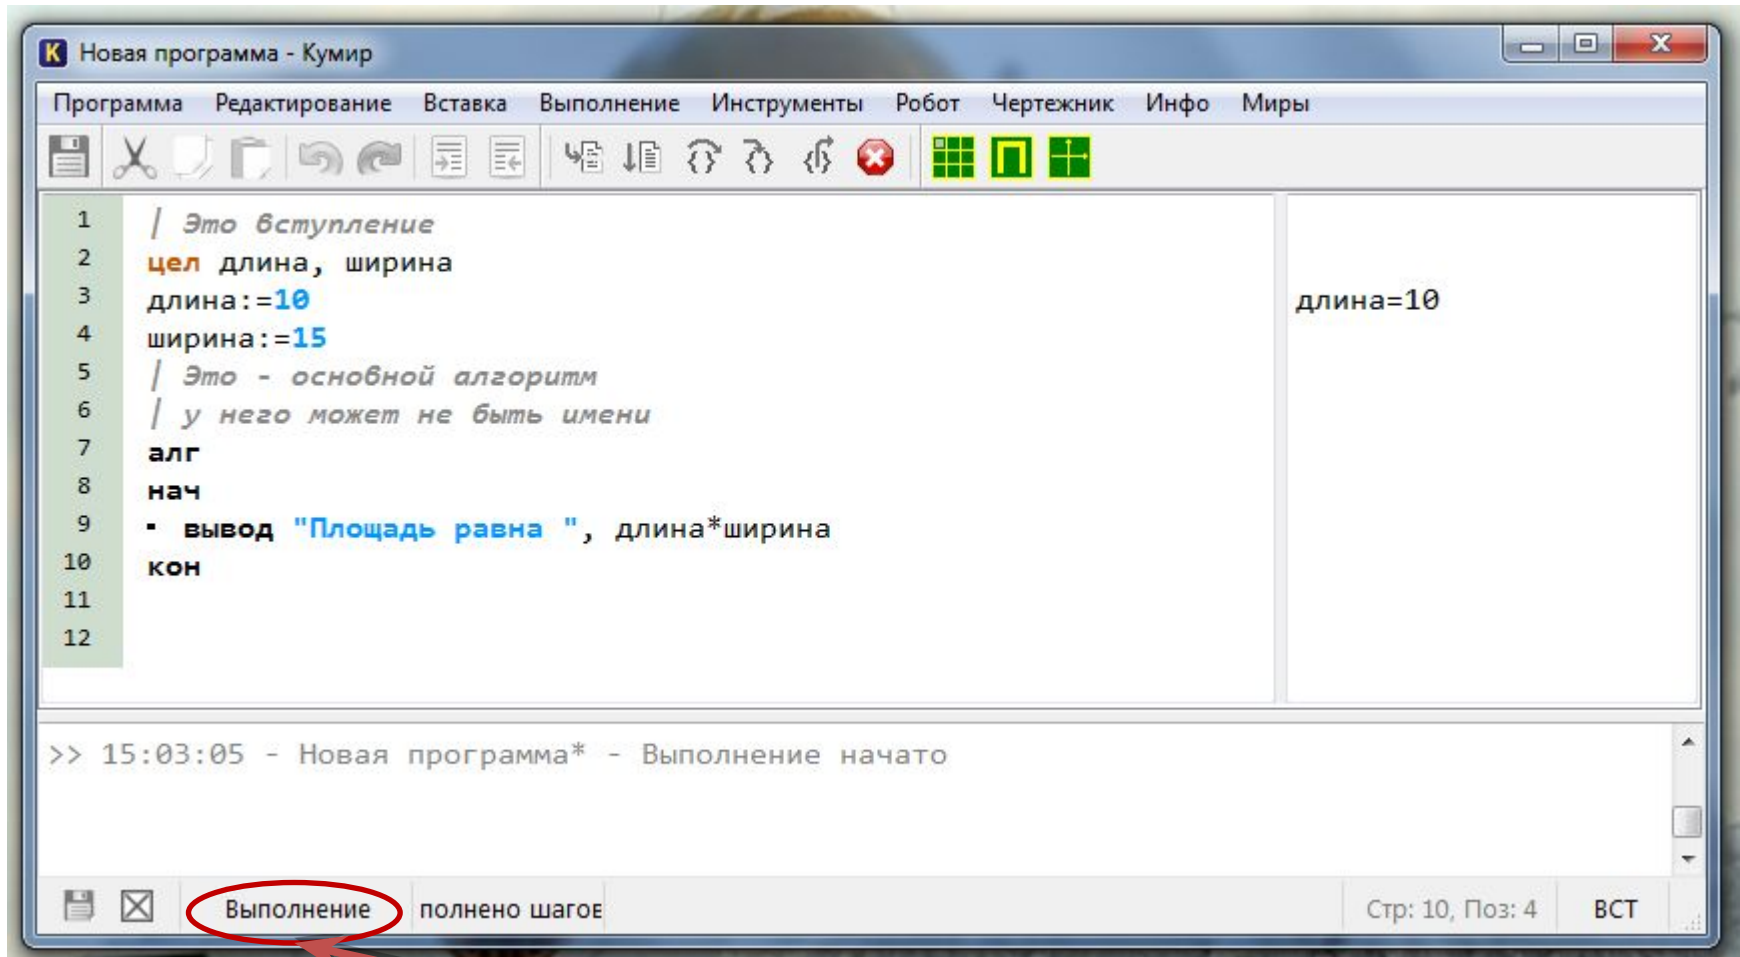 Новая программа - Кумир
Программа Редактирование Вставка Выполнение Инструменты Робот Чертежник Инфо Миры
1 | Это вступление
2 цел длина, ширина
3 длина:=10 длина=10
4 ширина:=15
5 | Это - основной алгоритм
6 | у него может не быть имени
7 алг
8 нач
9 ▪ вывод "Площадь равна ", длина*ширина
10 кон
11
12
>> 15:03:05 - Новая программа* - Выполнение начато
Выполнение полнено шагов Стр: 10, Поз: 4 ВСТ